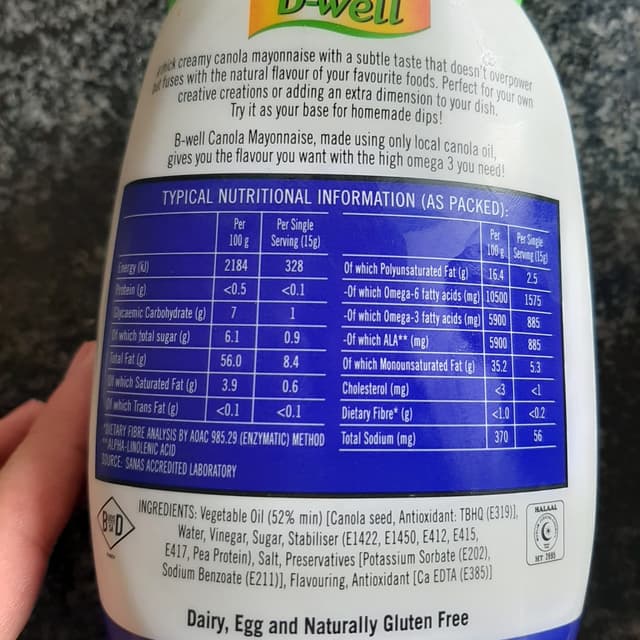 B-well
thick creamy canola mayonnaise with a subtle taste that doesn't overpower
but fuses with the natural flavour of your favourite foods. Perfect for your own
creative creations or adding an extra dimension to your dish.
Try it as your base for homemade dips!
B-well Canola Mayonnaise, made using only local canola oil,
gives you the flavour you want with the high omega 3 you need!
TYPICAL NUTRITIONAL INFORMATION (AS PACKED):
Per 100 g Per Single Serving (15g)
Energy (kJ) 2184 328
Protein (g) <0.5 <0.1
Glycaemic Carbohydrate (g) 7 1
Of which total sugar (g) 6.1 0.9
Total Fat (g) 56.0 8.4
Of which Saturated Fat (g) 3.9 0.6
Of which Trans Fat (g) <0.1 <0.1
*DIETARY FIBRE ANALYSIS BY AOAC 985.29 (ENZYMATIC) METHOD
**ALPHA-LINOLENIC ACID
SOURCE: SANAS ACCREDITED LABORATORY
Per 100 g Per Single Serving (15g)
Of which Polyunsaturated Fat (g) 16.4 2.5
-Of which Omega-6 fatty acids (mg) 10500 1575
-Of which Omega-3 fatty acids (mg) 5900 885
-Of which ALA** (mg) 5900 885
Of which Monounsaturated Fat (g) 35.2 5.3
Cholesterol (mg) <3 <1
Dietary Fibre* (g) <1.0 <0.2
Total Sodium (mg) 370 56
INGREDIENTS: Vegetable Oil (52% min) [Canola seed, Antioxidant: TBHQ (E319)],
Water, Vinegar, Sugar, Stabiliser (E1422, E1450, E412, E415,
E417, Pea Protein), Salt, Preservatives [Potassium Sorbate (E202),
Sodium Benzoate (E211)], Flavouring, Antioxidant [Ca EDTA (E385)]
HALAAL
Dairy, Egg and Naturally Gluten Free